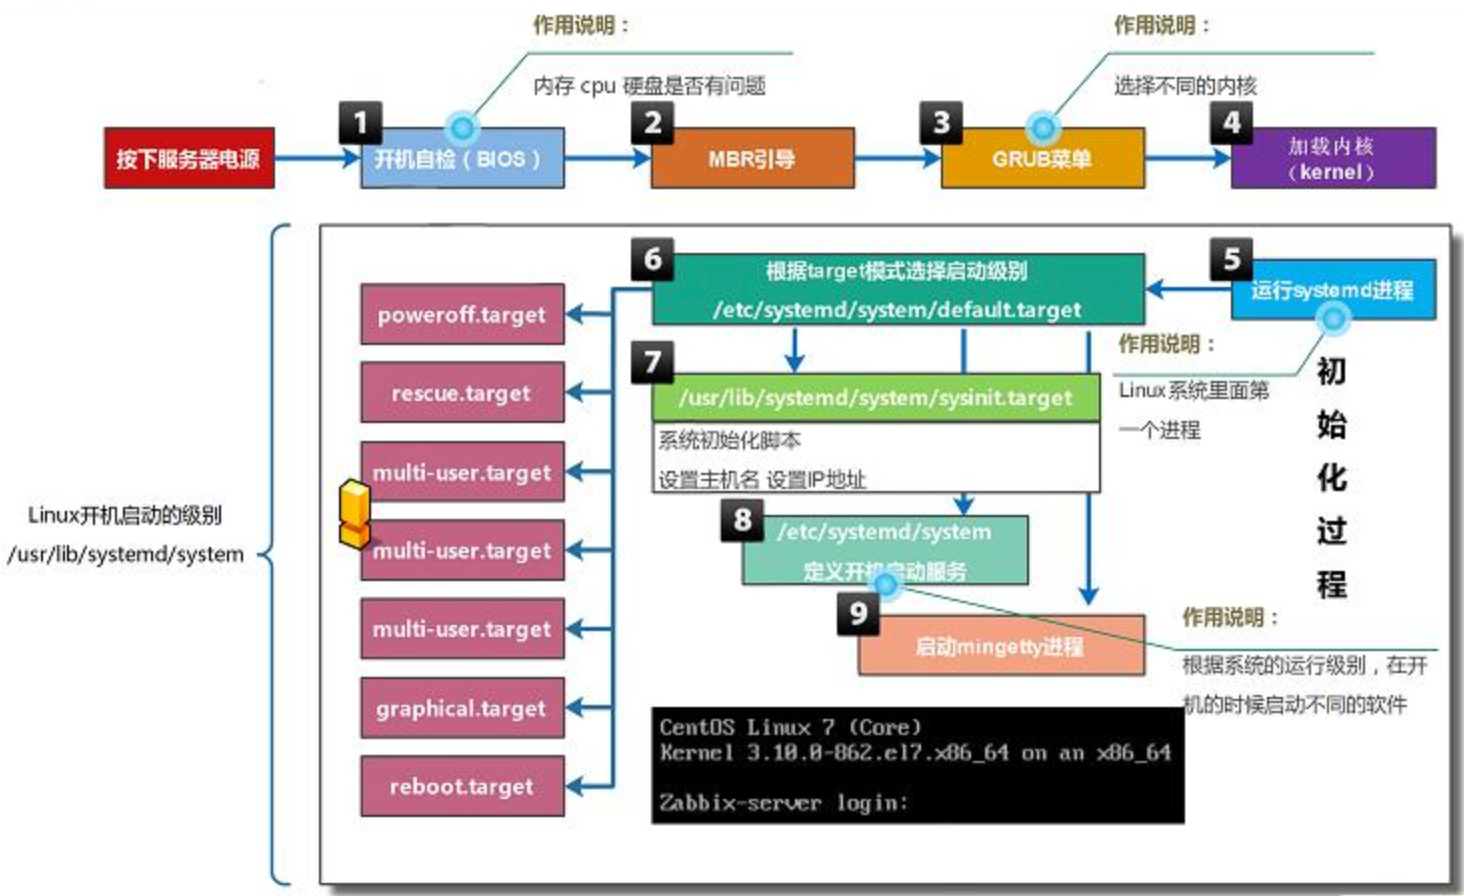 作用说明：
内存 cpu 硬盘是否有问题
作用说明：
选择不同的内核
按下服务器电源
1
开机自检（BIOS）
2
MBR引导
3
GRUB菜单
4
加载内核
（kernel）
5
运行systemd进程
作用说明：
Linux系统里面第
一个进程
初
始
化
过
程
6
根据target模式选择启动级别
/etc/systemd/system/default.target
poweroff.target
rescue.target
multi-user.target
multi-user.target
multi-user.target
graphical.target
reboot.target
Linux开机启动的级别
/usr/lib/systemd/system
7
/usr/lib/systemd/system/sysinit.target
系统初始化脚本
设置主机名 设置IP地址
8
/etc/systemd/system
定义开机启动服务
9
启动mingetty进程
作用说明：
根据系统的运行级别，在开
机的时候启动不同的软件
CentOS Linux 7 (Core)
Kernel 3.10.0-862.el7.x86_64 on an x86_64
Zabbix-server login: